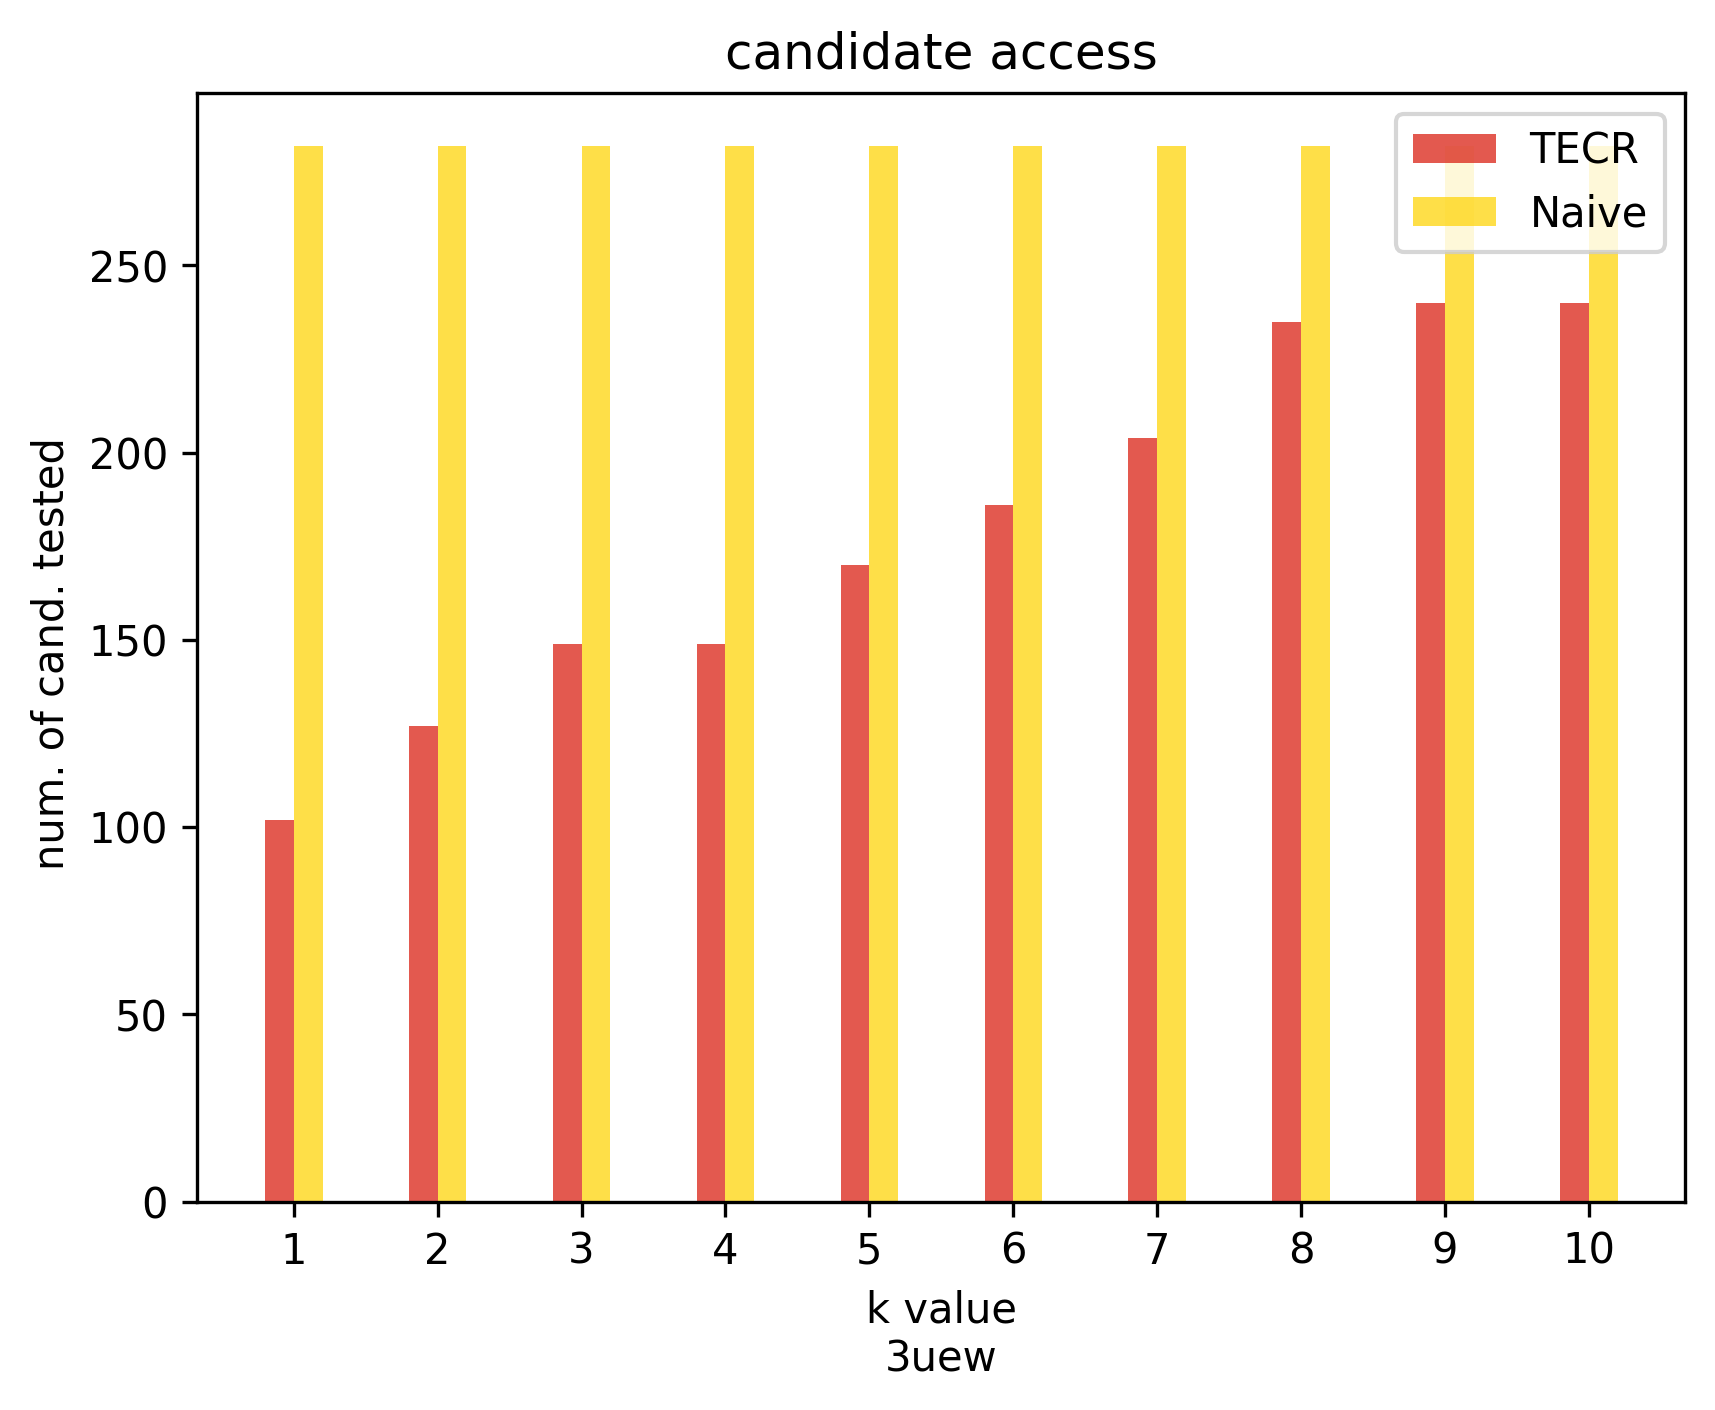 candidate access
TECR
Naive
num. of cand. tested
250
200
150
100
50
0
1 2 3 4 5 6 7 8 9 10
k value
3uew